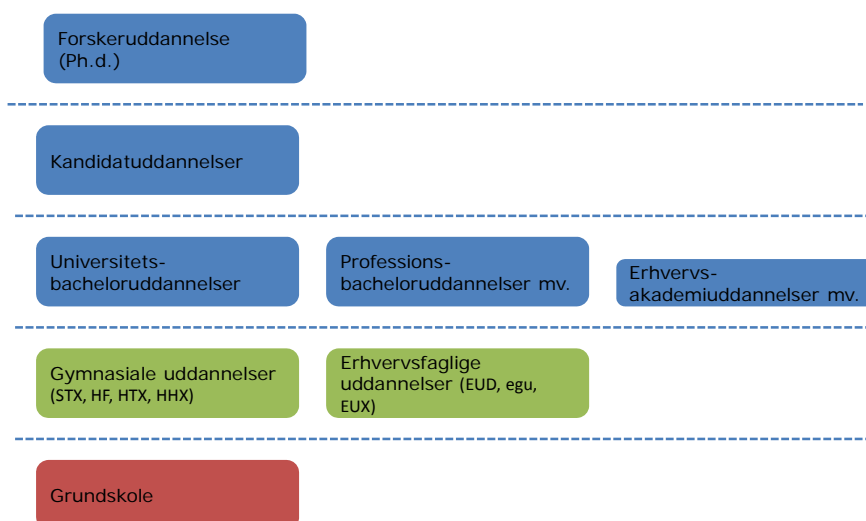 Forskeruddannelse
(Ph.d.)
Kandidatuddannelser
Universitets-
bacheloruddannelser
Professions-
bacheloruddannelser mv.
Erhvervs-
akademiuddannelser mv.
Gymnasiale uddannelser
(STX, HF, HTX, HHX)
Erhvervsfaglige
uddannelser (EUD, egu,
EUX)
Grundskole